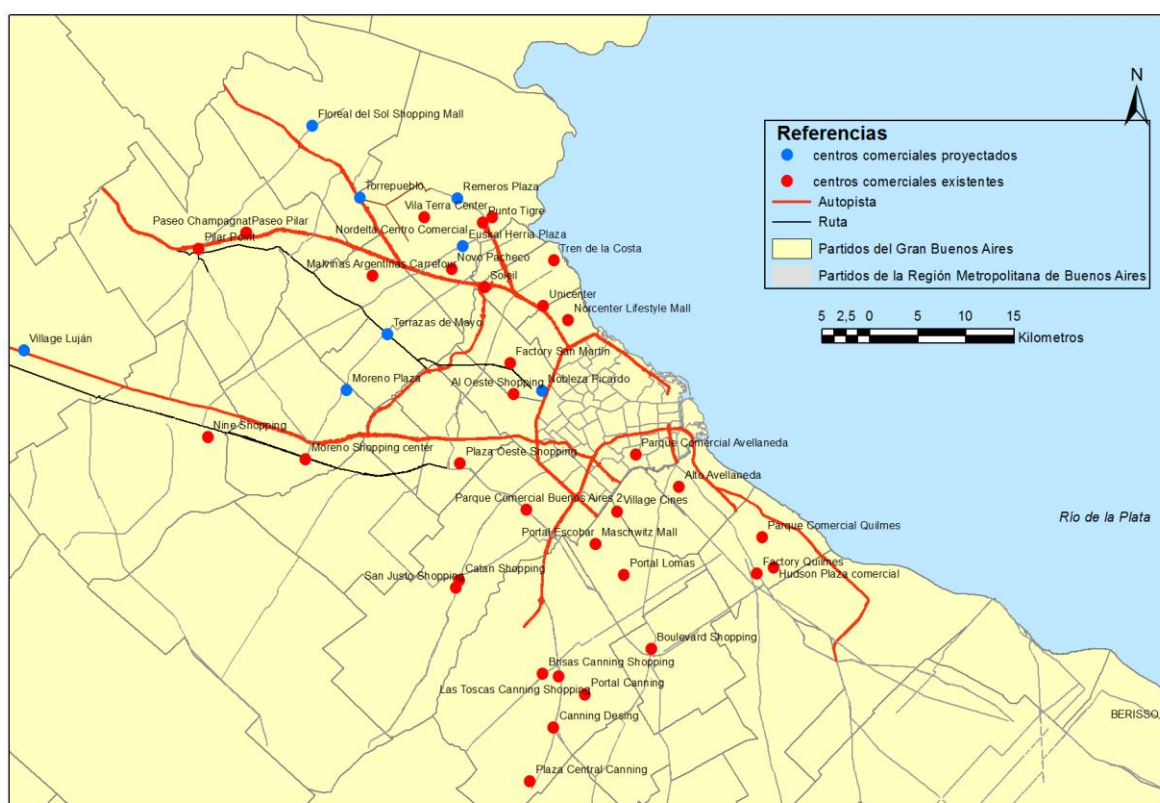 N
Referencias
centros comerciales proyectados
centros comerciales existentes
Autopista
Ruta
Partidos del Gran Buenos Aires
Partidos de la Región Metropolitana de Buenos Aires
5 2,5 0 5 10 15
Kilometros
Floreal del Sol Shopping Mall
Torrepueblo
Remeros Plaza
Vila Terra Center
Punto Tigre
Paseo Champagnat
Paseo Pilar
Nordelta Centro Comercial
Euskal Herria Plaza
Pilar Point
Tren de la Costa
Novo Pacheco
Malvinas Argentinas Carrefour
Soleil
Unicenter
Norcenter Lifestyle Mall
Terrazas de Mayo
Village Luján
Factory San Martín
Moreno Plaza
Al Oeste Shopping
Nobleza Picardo
Nine Shopping
Moreno Shopping center
Plaza Oeste Shopping
Parque Comercial Avellaneda
Alto Avellaneda
Parque Comercial Buenos Aires 2
Village Cines
Río de la Plata
Parque Comercial Quilmes
Portal Escobar
Maschwitz Mall
Portal Lomas
Factory Quilmes
Hudson Plaza comercial
San Justo Shopping
Catan Shopping
Boulevard Shopping
Brisas Canning Shopping
Las Toscas Canning Shopping
Portal Canning
BERISSO
Canning Desing
Plaza Central Canning